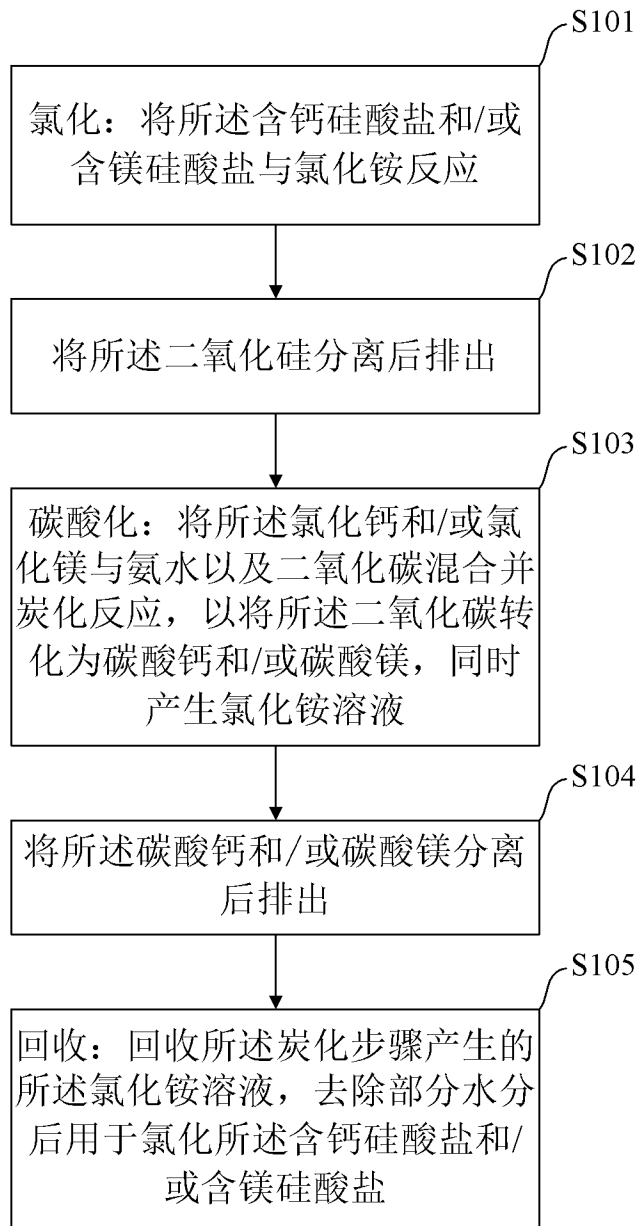 S101
氯化：将所述含钙硅酸盐和/或
含镁硅酸盐与氯化铵反应
S102
将所述二氧化硅分离后排出
S103
碳酸化：将所述氯化钙和/或氯
化镁与氨水以及二氧化碳混合并
炭化反应，以将所述二氧化碳转
化为碳酸钙和/或碳酸镁，同时
产生氯化铵溶液
S104
将所述碳酸钙和/或碳酸镁分离
后排出
S105
回收：回收所述炭化步骤产生的
所述氯化铵溶液，去除部分水分
后用于氯化所述含钙硅酸盐和/
或含镁硅酸盐